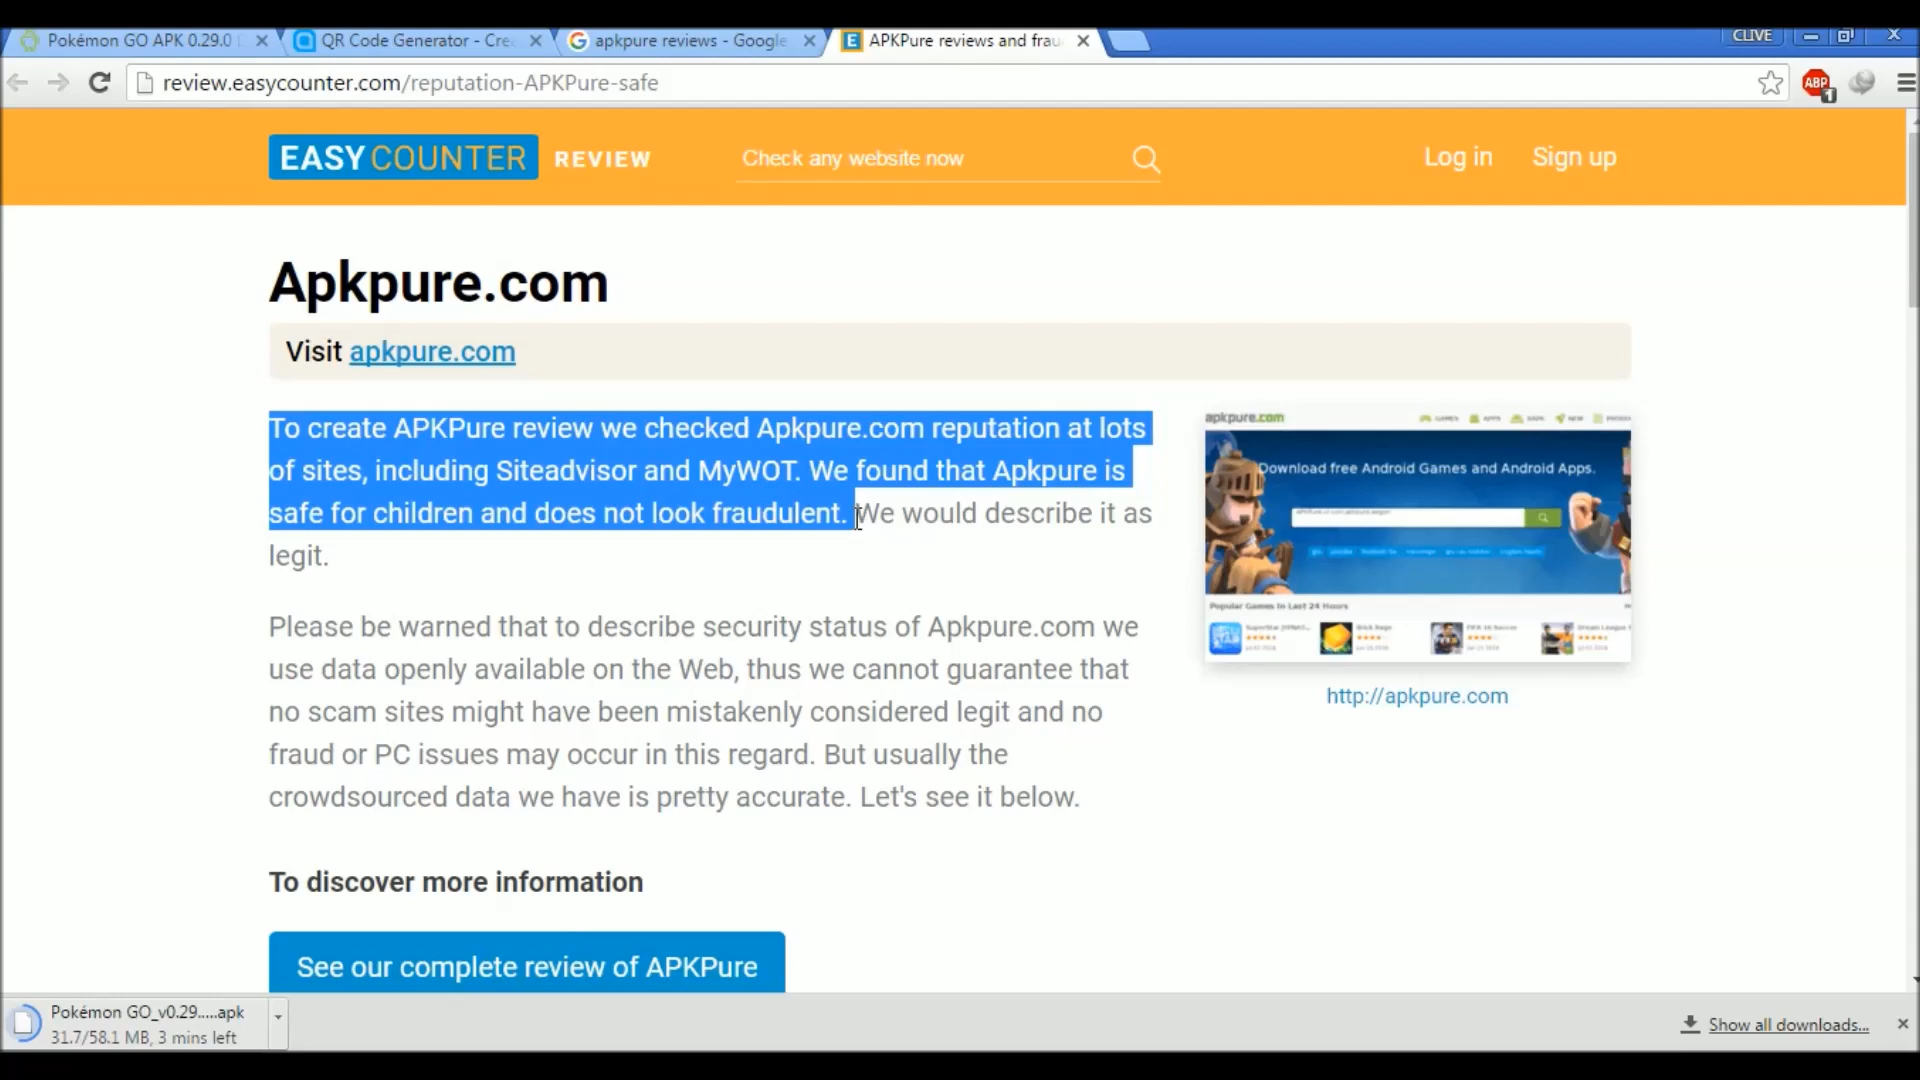 Pokémon GO APK 0.29.0
QR Code Generator - Cre
apkpure reviews - Google
APKPure reviews and frau
CLIVE
review.easycounter.com/reputation-APKPure-safe
ABP
1
EASYCOUNTER REVIEW
Check any website now
Log in
Sign up
Apkpure.com
Visit apkpure.com
To create APKPure review we checked Apkpure.com reputation at lots
of sites, including Siteadvisor and MyWOT. We found that Apkpure is
safe for children and does not look fraudulent. We would describe it as
legit.
Please be warned that to describe security status of Apkpure.com we
use data openly available on the Web, thus we cannot guarantee that
no scam sites might have been mistakenly considered legit and no
fraud or PC issues may occur in this regard. But usually the
crowdsourced data we have is pretty accurate. Let's see it below.
apkpure.com
GAMES
APPS
Download free Android Games and Android Apps.
Popular Games In Last 24 Hours
http://apkpure.com
To discover more information
See our complete review of APKPure
Pokémon GO_v0.29.....apk
31.7/58.1 MB, 3 mins left
Show all downloads...